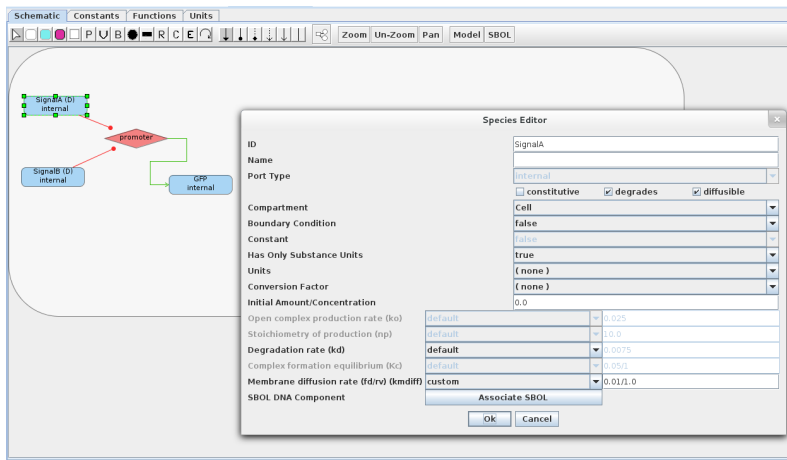 Schematic Constants Functions Units
P U B R C E Zoom Un-Zoom Pan Model SBOL
SignalA (D)
internal
promoter
SignalB (D)
internal
GFP
internal
Species Editor
ID SignalA
Name
Port Type internal
constitutive degrades diffusible
Compartment Cell
Boundary Condition false
Constant false
Has Only Substance Units true
Units ( none )
Conversion Factor ( none )
Initial Amount/Concentration 0.0
Open complex production rate (ko) default 0.025
Stoichiometry of production (np) default 10.0
Degradation rate (kd) default 0.0075
Complex formation equilibrium (Kc) default 0.05/1
Membrane diffusion rate (fd/rv) (kmdiff) custom 0.01/1.0
SBOL DNA Component Associate SBOL
Ok Cancel